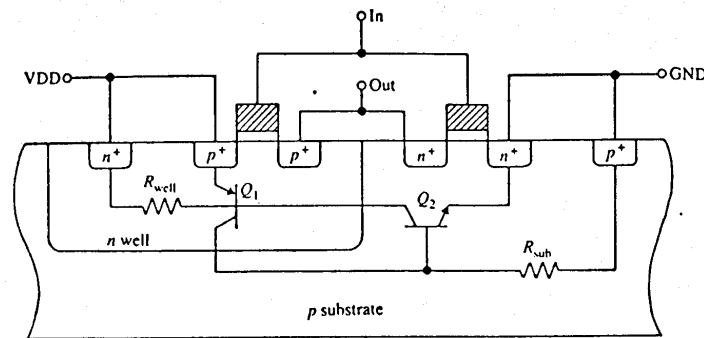 In
VDD
Out
GND
n+
p+
p+
n+
n+
p+
Rwell
Q1
Q2
n well
Rsub
p substrate